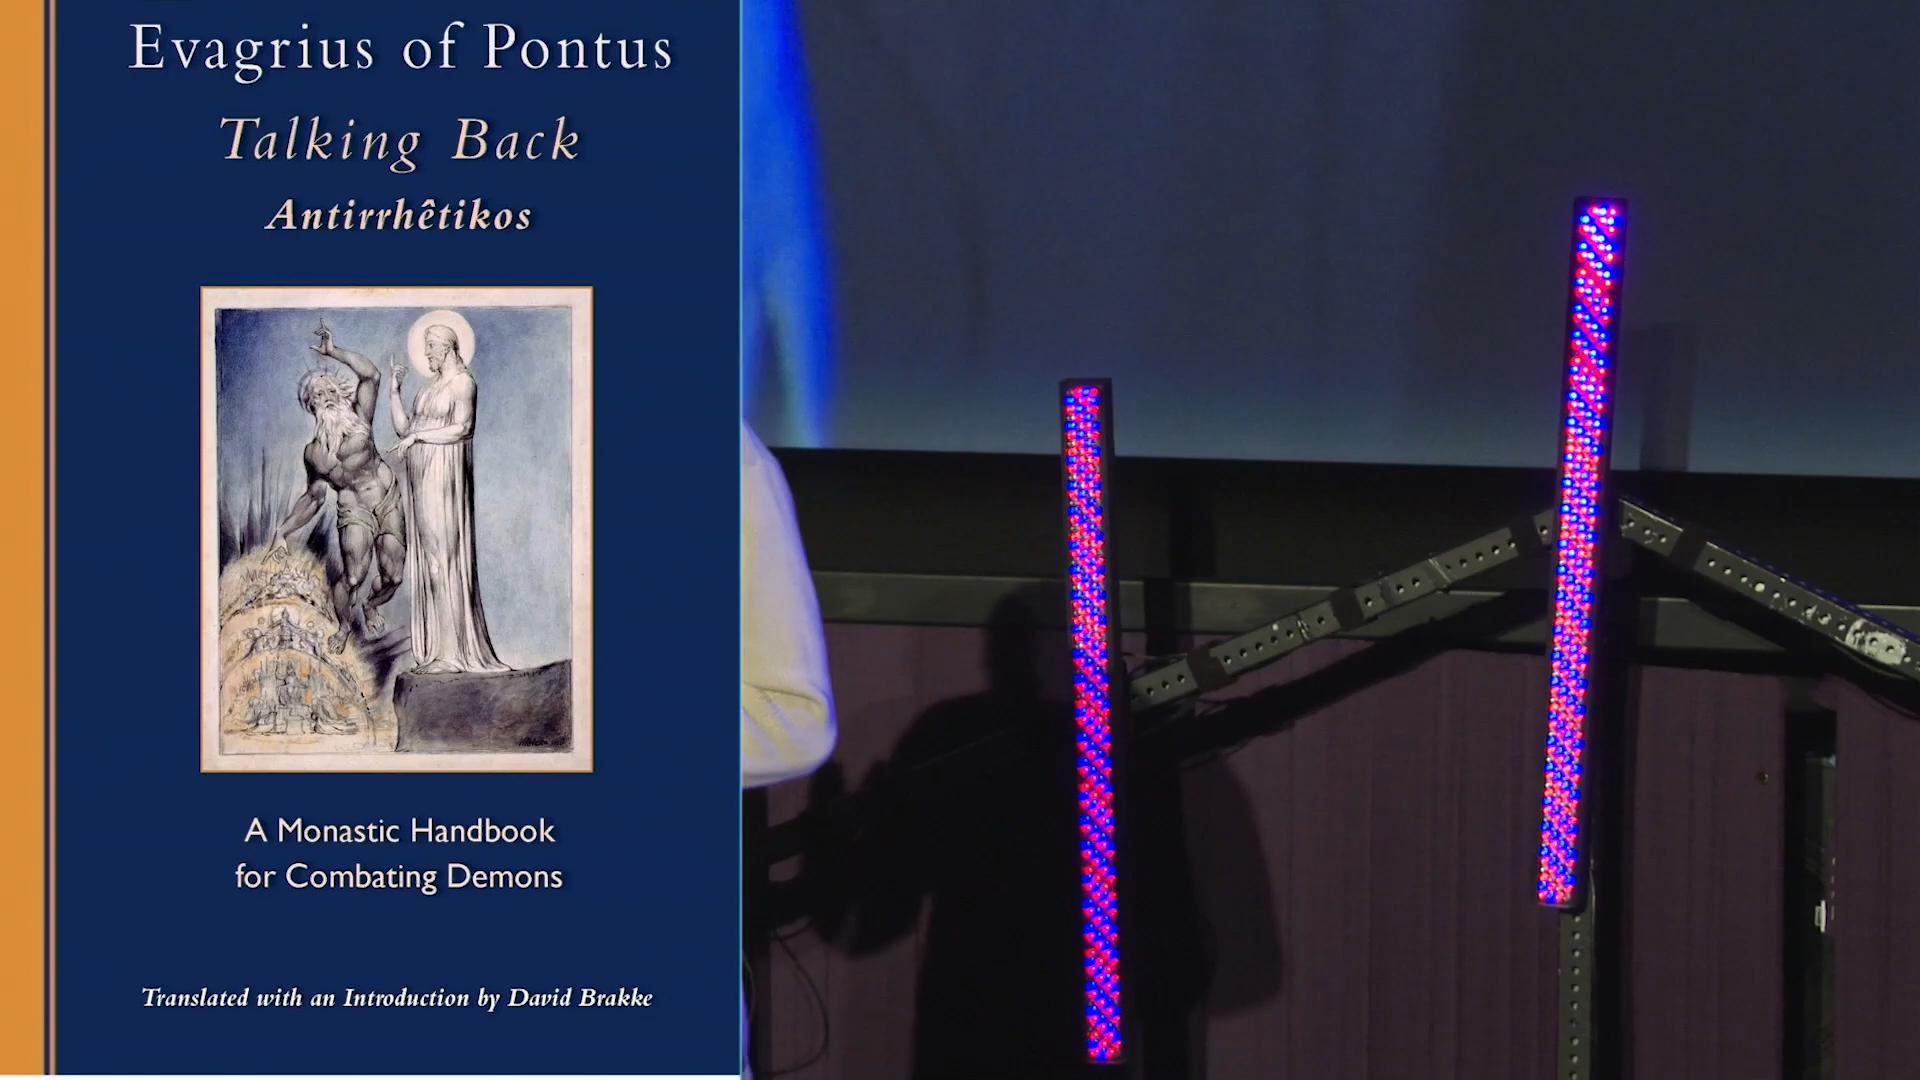 Evagrius of Pontus
Talking Back
Antirrhêtikos
A Monastic Handbook
for Combating Demons
Translated with an Introduction by David Brakke